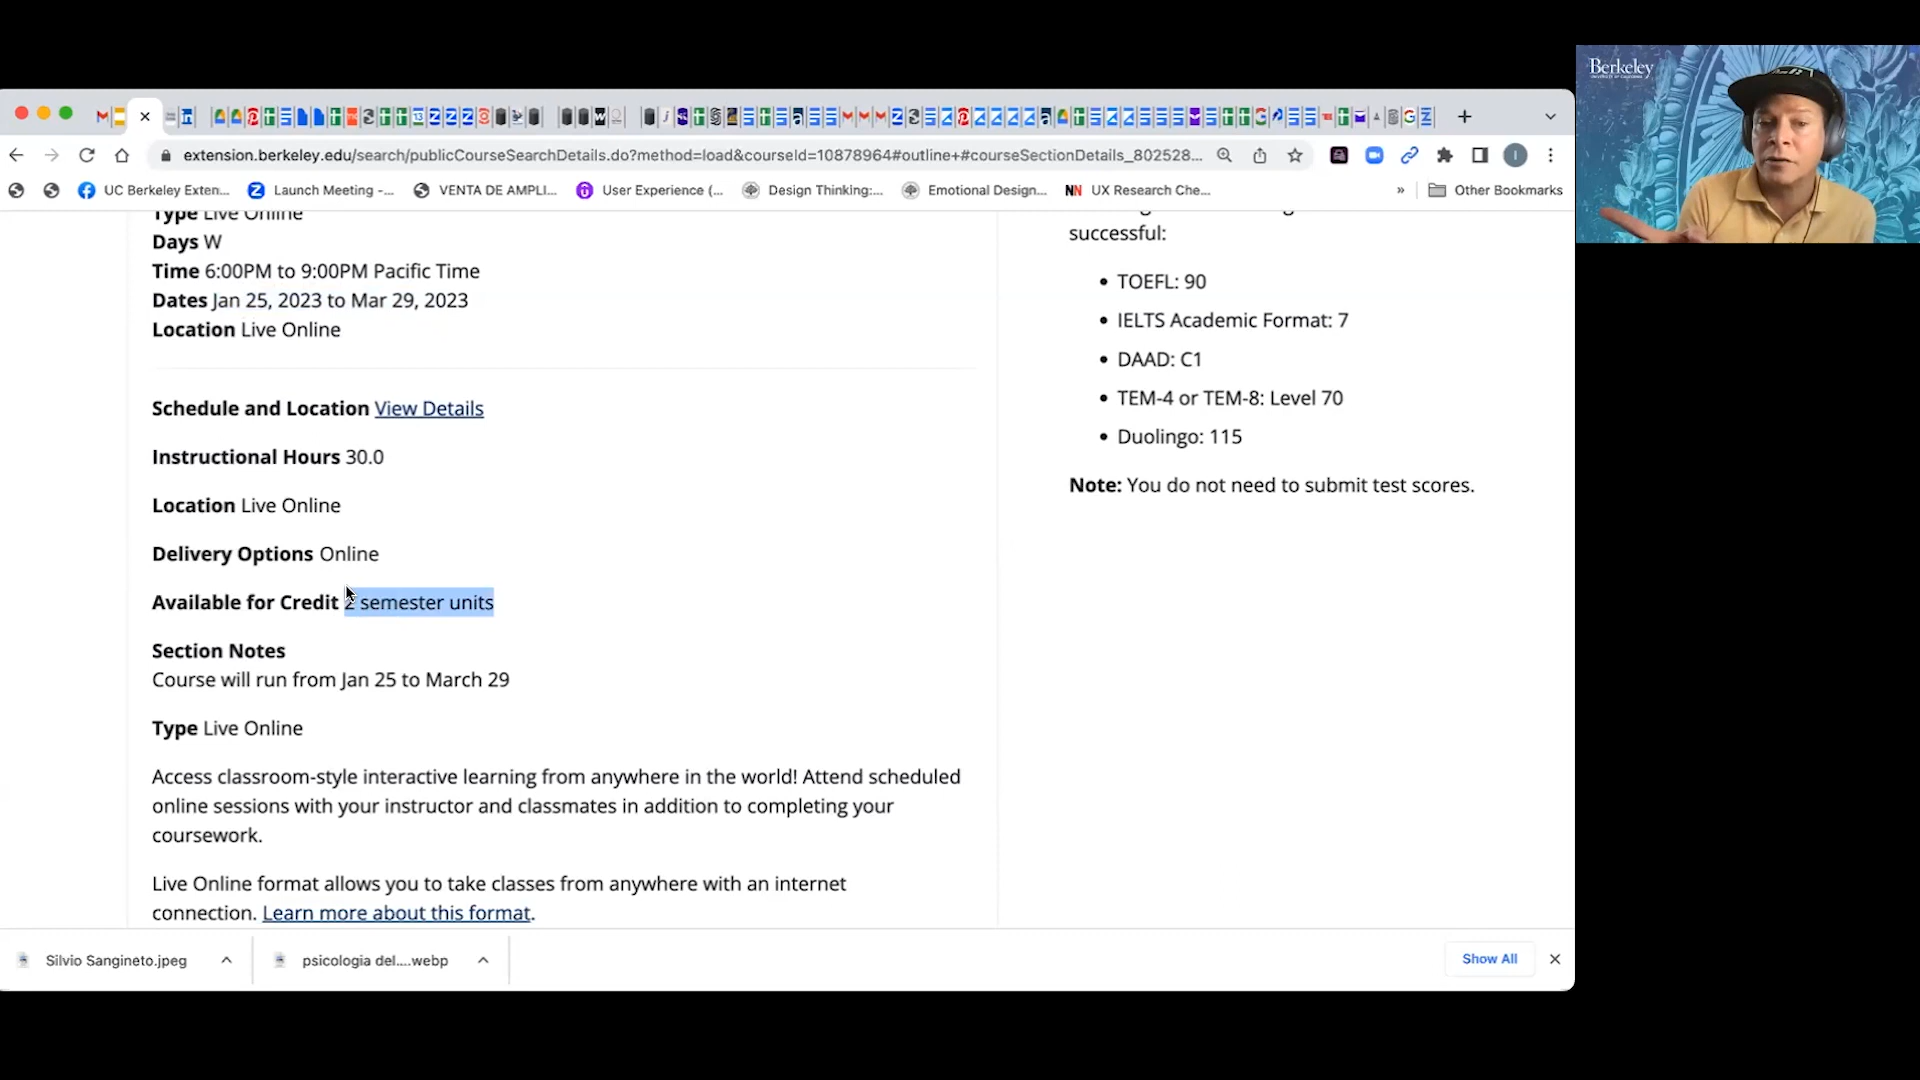 Berkeley
UNIVERSITY OF CALIFORNIA
extension.berkeley.edu/search/publicCourseSearchDetails.do?method=load&courseId=10878964#outline+#courseSectionDetails_802528...
UC Berkeley Exten...
Launch Meeting -...
VENTA DE AMPLI...
User Experience (...
Design Thinking:...
Emotional Design...
UX Research Che...
» Other Bookmarks
Type Live Online
Days W
Time 6:00PM to 9:00PM Pacific Time
Dates Jan 25, 2023 to Mar 29, 2023
Location Live Online
Schedule and Location View Details
Instructional Hours 30.0
Location Live Online
Delivery Options Online
Available for Credit 2 semester units
Section Notes
Course will run from Jan 25 to March 29
Type Live Online
Access classroom-style interactive learning from anywhere in the world! Attend scheduled
online sessions with your instructor and classmates in addition to completing your
coursework.
Live Online format allows you to take classes from anywhere with an internet
connection. Learn more about this format.
successful:
• TOEFL: 90
• IELTS Academic Format: 7
• DAAD: C1
• TEM-4 or TEM-8: Level 70
• Duolingo: 115
Note: You do not need to submit test scores.
Silvio Sangineto.jpeg
psicologia del....webp
Show All